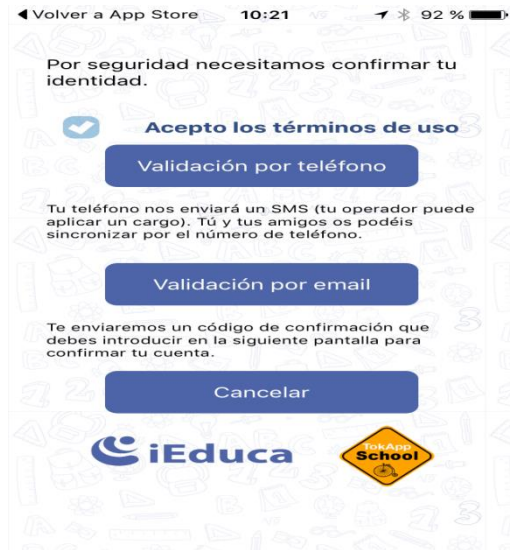 Volver a App Store 10:21 92 %
Por seguridad necesitamos confirmar tu
identidad.
Acepto los términos de uso
Validación por teléfono
Tu teléfono nos enviará un SMS (tu operador puede
aplicar un cargo). Tú y tus amigos os podéis
sincronizar por el número de teléfono.
Validación por email
Te enviaremos un código de confirmación que
debes introducir en la siguiente pantalla para
confirmar tu cuenta.
Cancelar
iEduca
TokApp
School